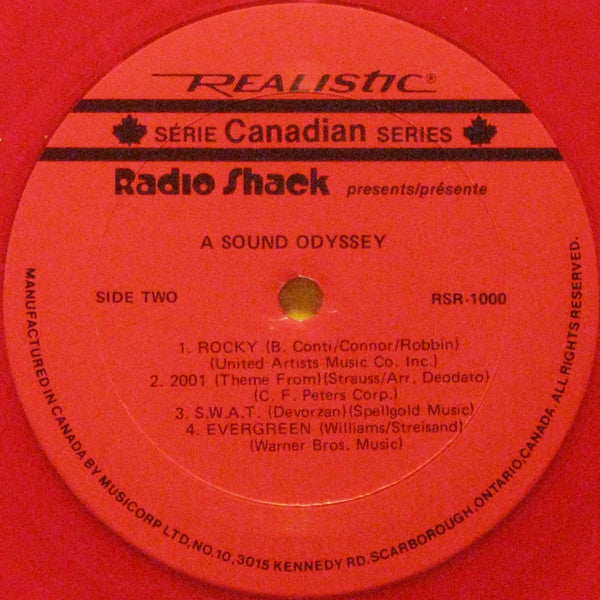 REALISTIC®
SÉRIE Canadian SERIES
Radio Shack presents/présente
A SOUND ODYSSEY
SIDE TWO RSR-1000
1. ROCKY (B. Conti/Connor/Robbin)
(United Artists Music Co. Inc.)
2. 2001 (Theme From)(Strauss/Arr. Deodato)
(C. F. Peters Corp.)
3. S.W.A.T. (Devorzan)(Spellgold Music)
4. EVERGREEN (Williams/Streisand)
(Warner Bros. Music)
MANUFACTURED IN CANADA BY MUSICORP LTD, NO. 10, 3015 KENNEDY RD. SCARBOROUGH, ONTARIO, CANADA. ALL RIGHTS RESERVED.